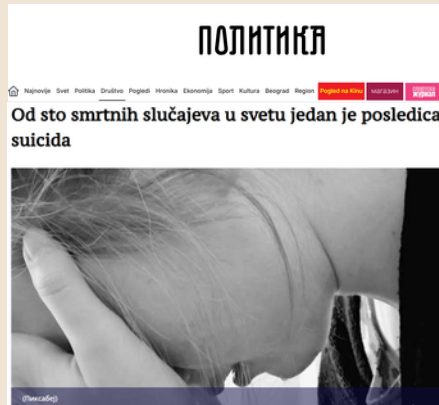 ПОЛИТИКА
Najnovije Svet Politika Društvo Pogledi Hronika Ekonomija Sport Kultura Beograd Region Pogled na Kinu МАГАЗИН
Od sto smrtnih slučajeva u svetu jedan je posledica
suicida
(Пиксабеј)